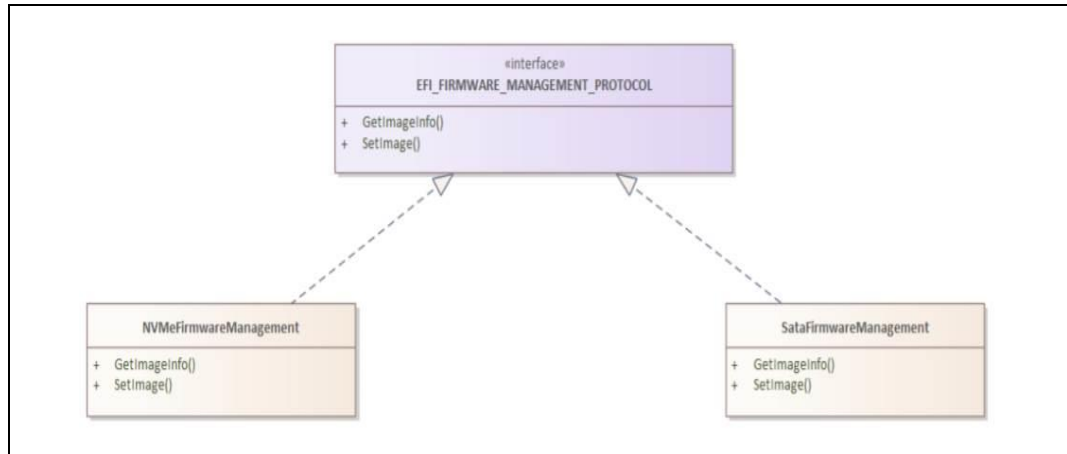 «interface»
EFI_FIRMWARE_MANAGEMENT_PROTOCOL
+ GetImageInfo()
+ SetImage()
NVMeFirmwareManagement
+ GetImageInfo()
+ SetImage()
SataFirmwareManagement
+ GetImageInfo()
+ SetImage()